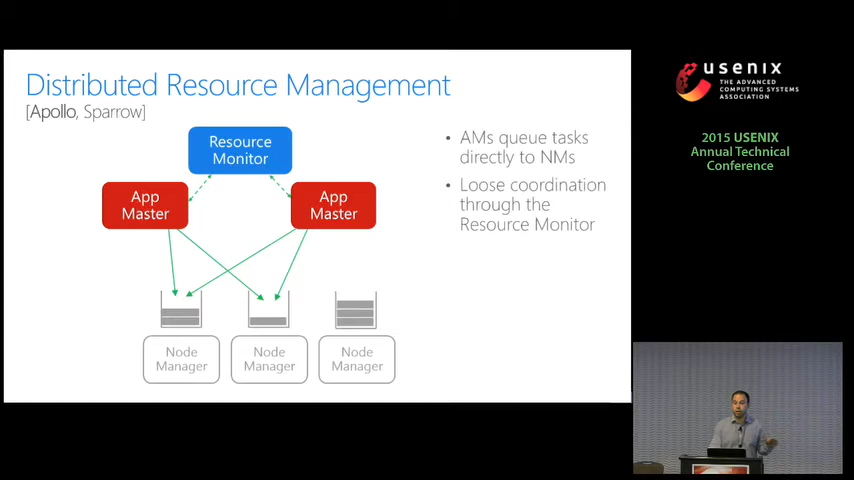 Distributed Resource Management
[Apollo, Sparrow]
Resource
Monitor
App
Master
App
Master
Node
Manager
Node
Manager
Node
Manager
• AMs queue tasks
directly to NMs
• Loose coordination
through the
Resource Monitor
usenix
THE ADVANCED
COMPUTING SYSTEMS
ASSOCIATION
2015 USENIX
Annual Technical
Conference